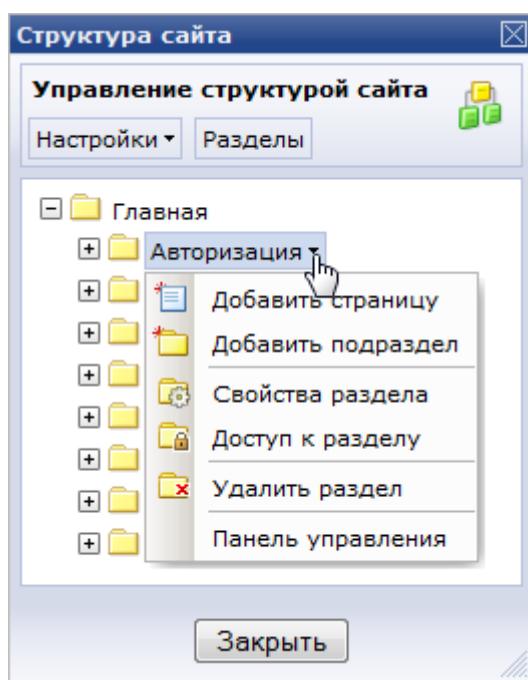 Структура сайта
Управление структурой сайта
Настройки Разделы
Главная
Авторизация
Добавить страницу
Добавить подраздел
Свойства раздела
Доступ к разделу
Удалить раздел
Панель управления
Закрыть